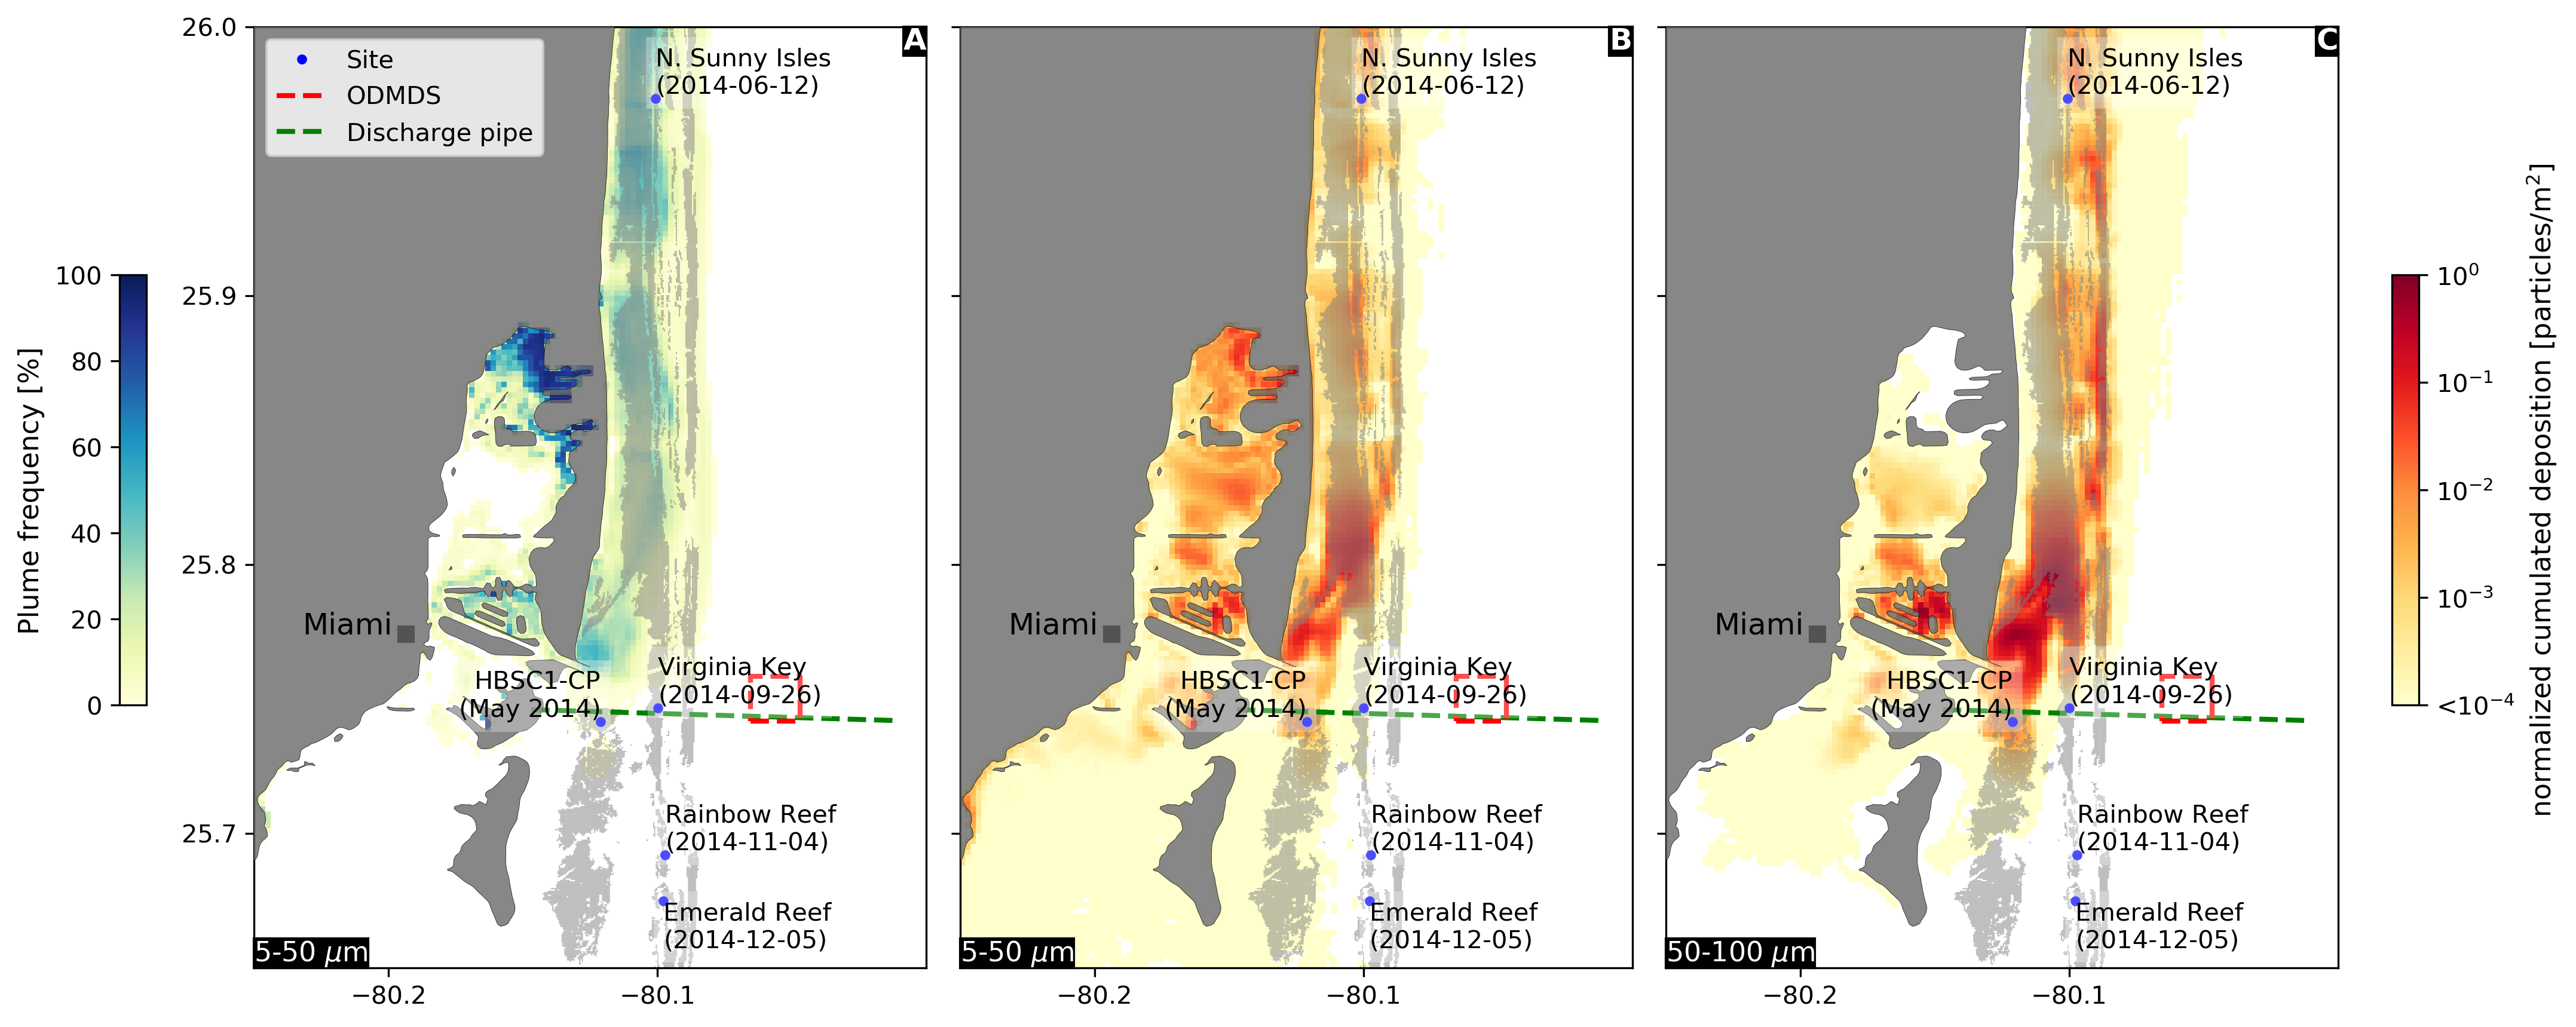 26.0
25.9
25.8
25.7
Plume frequency [%]
100
80
60
40
20
0
Site
ODMDS
Discharge pipe
A
N. Sunny Isles
(2014-06-12)
Miami
HBSC1-CP
(May 2014)
Virginia Key
(2014-09-26)
Rainbow Reef
(2014-11-04)
Emerald Reef
(2014-12-05)
5-50 μm
−80.2
−80.1
B
N. Sunny Isles
(2014-06-12)
Miami
HBSC1-CP
(May 2014)
Virginia Key
(2014-09-26)
Rainbow Reef
(2014-11-04)
Emerald Reef
(2014-12-05)
5-50 μm
−80.2
−80.1
C
N. Sunny Isles
(2014-06-12)
Miami
HBSC1-CP
(May 2014)
Virginia Key
(2014-09-26)
Rainbow Reef
(2014-11-04)
Emerald Reef
(2014-12-05)
50-100 μm
−80.2
−80.1
10⁰
10⁻¹
10⁻²
10⁻³
<10⁻⁴
normalized cumulated deposition [particles/m²]